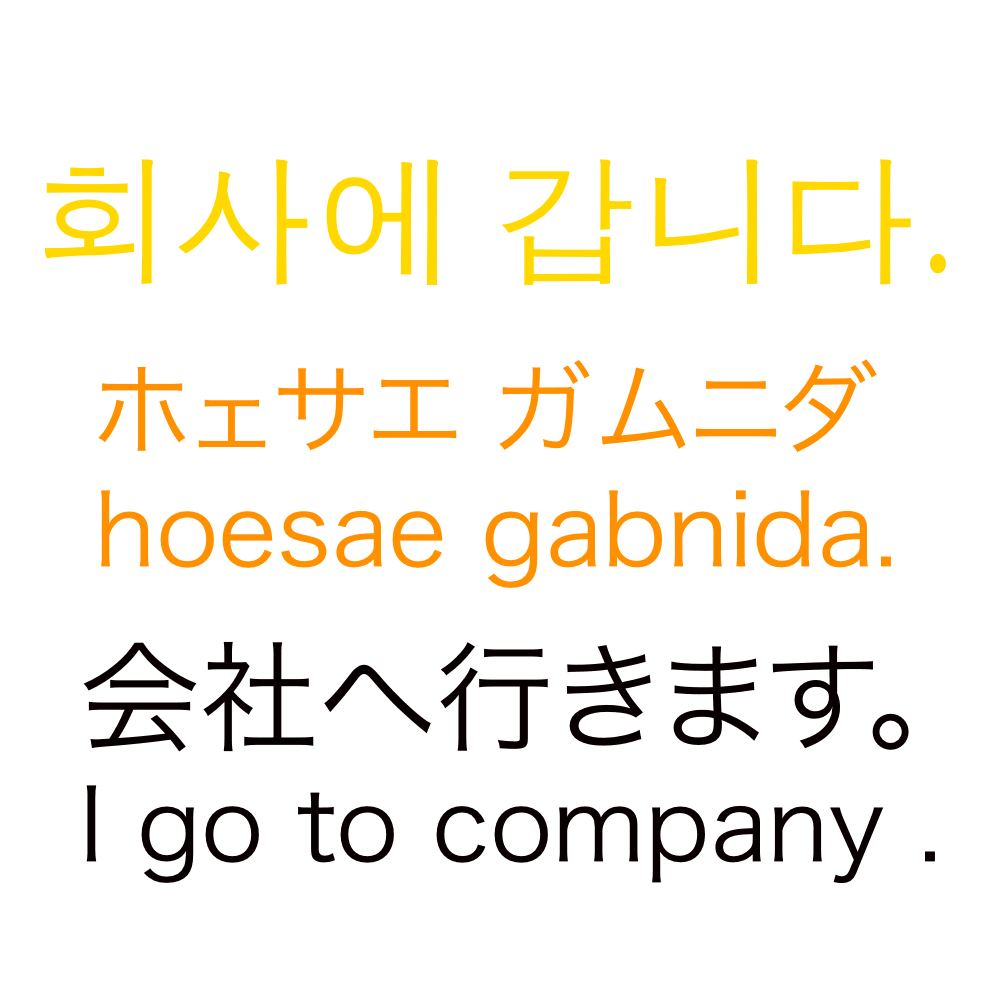 회사에 갑니다.
ホェサエ ガムニダ
hoesae gabnida.
会社へ行きます。
I go to company .